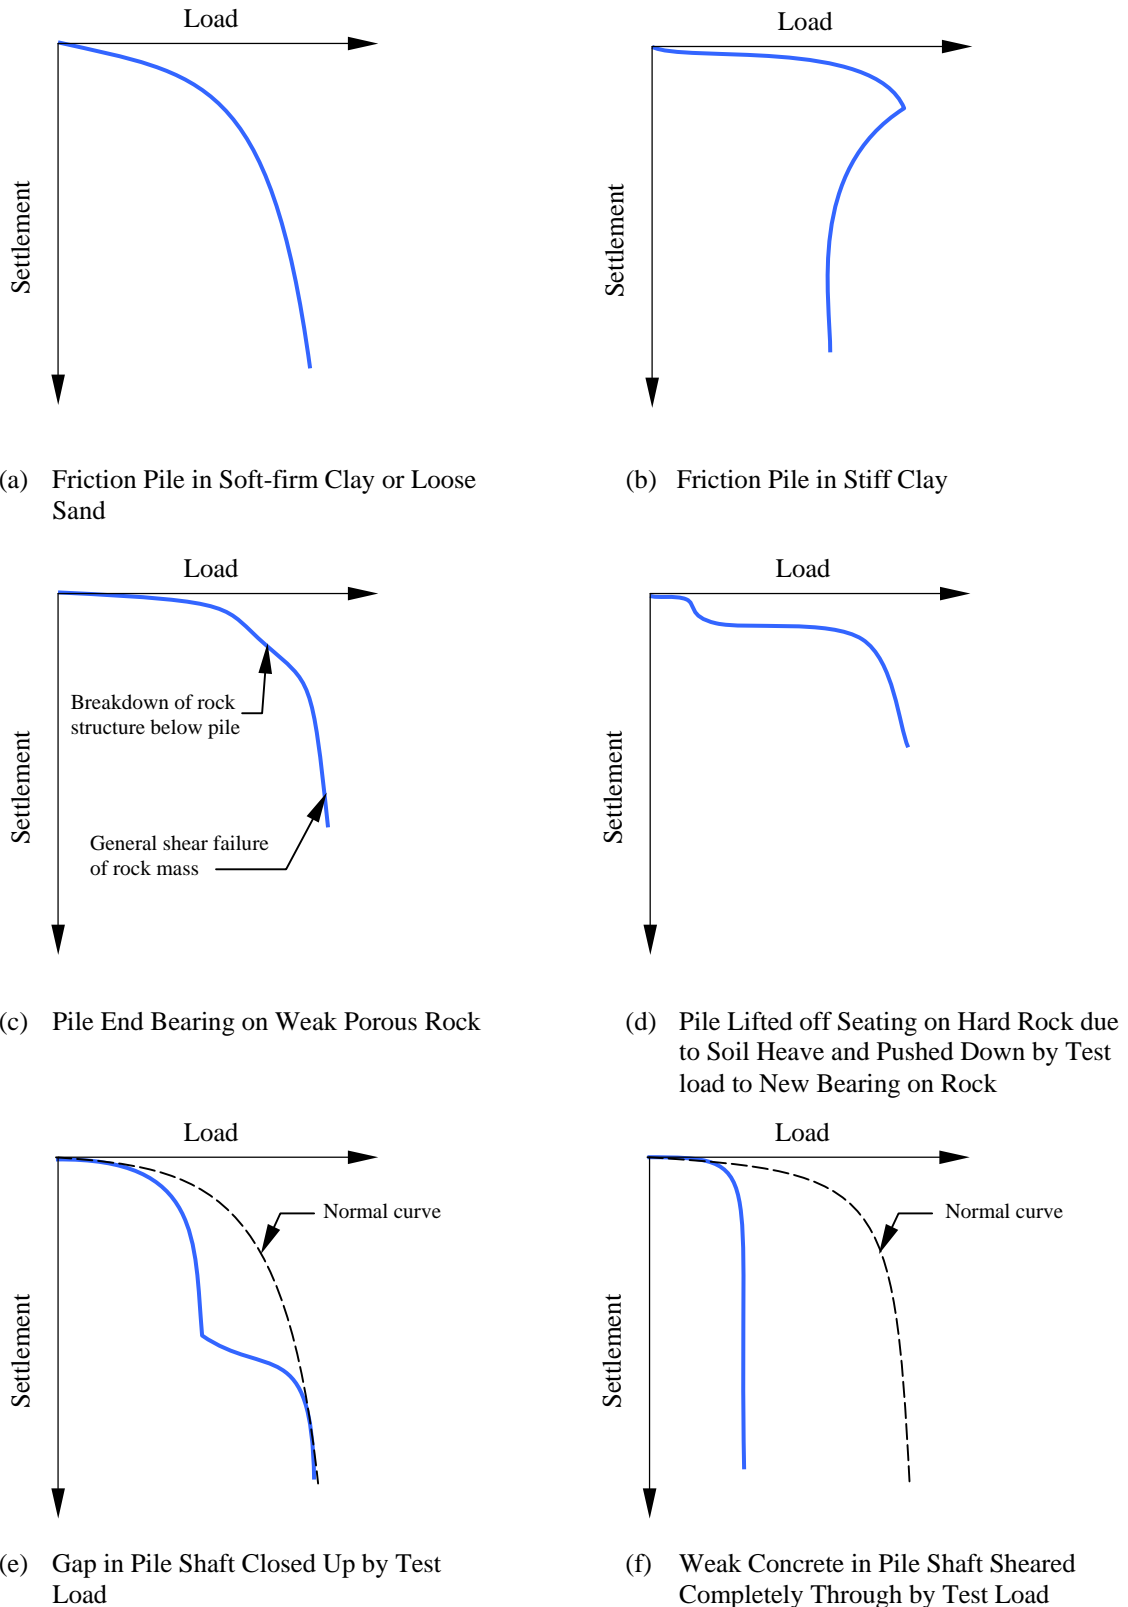 Load
Settlement
(a) Friction Pile in Soft-firm Clay or Loose
Sand
Load
Settlement
(b) Friction Pile in Stiff Clay
Load
Settlement
Breakdown of rock
structure below pile
General shear failure
of rock mass
(c) Pile End Bearing on Weak Porous Rock
Load
Settlement
(d) Pile Lifted off Seating on Hard Rock due
to Soil Heave and Pushed Down by Test
load to New Bearing on Rock
Load
Settlement
Normal curve
(e) Gap in Pile Shaft Closed Up by Test
Load
Load
Settlement
Normal curve
(f) Weak Concrete in Pile Shaft Sheared
Completely Through by Test Load